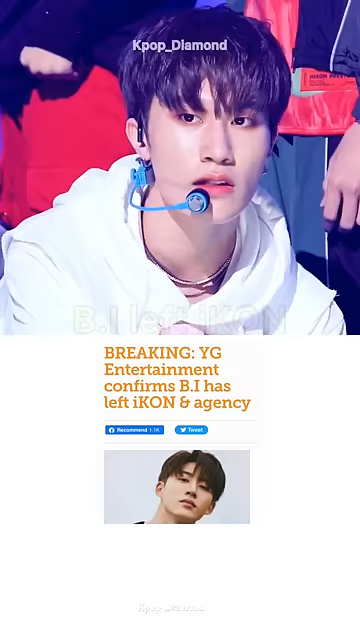 Kpop_Diamond
B.I left iKON
BREAKING: YG
Entertainment
confirms B.I has
left iKON & agency
Recommend 1.1K
Tweet
Kpop_Diamond